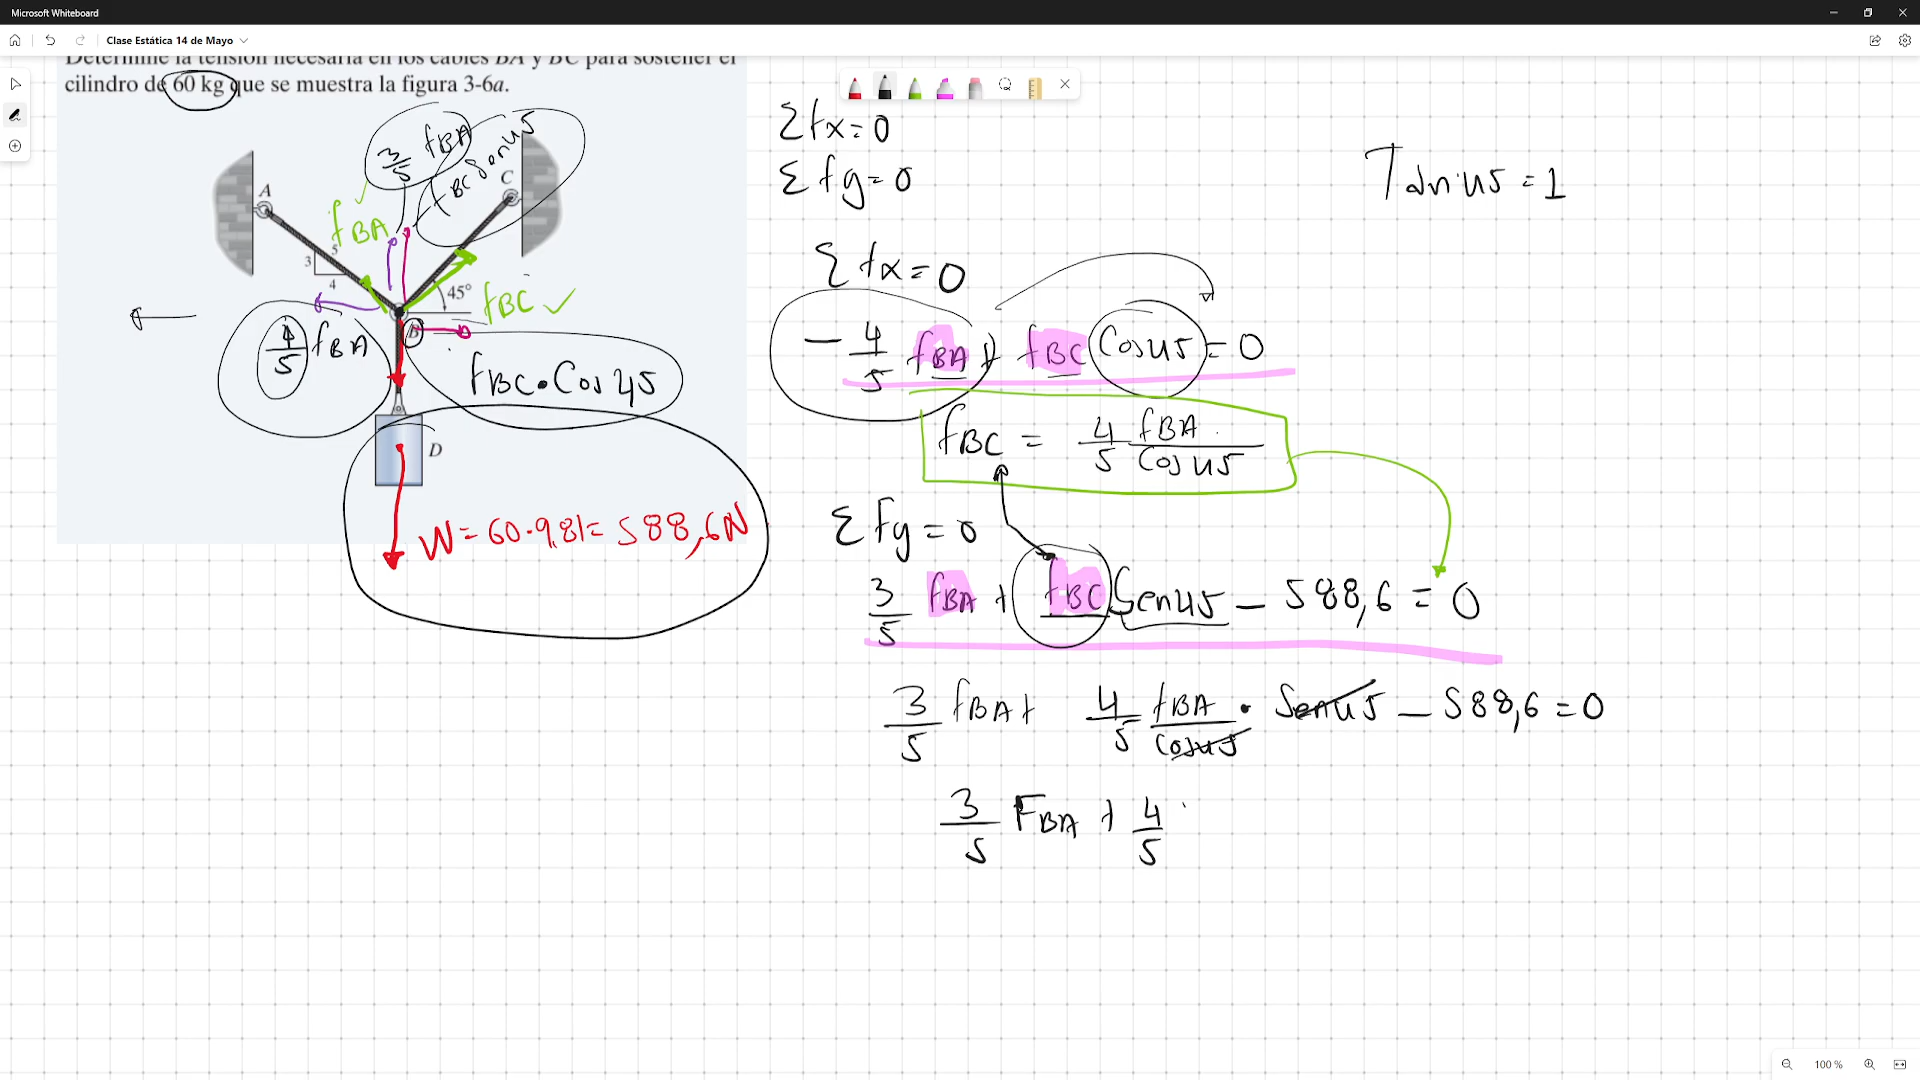 Microsoft Whiteboard
Clase Estática 14 de Mayo
Determine la tensión necesaria en los cables BA y BC para sostener el
cilindro de 60 kg que se muestra la figura 3-6a.
3/5 fBA
fBC Sen45
A
C
fBA
5
3
4
45°
fBC ✓
B
4/5 fBA
fBC • Cos 45
D
W = 60·9,81 = 588,6N
Σfx=0
Σfy=0
Tan45 = 1
Σfx=0
- 4/5 fBA + fBC Cos45 = 0
fBC = 4/5 fBA/Cos45
Σfy=0
3/5 fBA + fBC Sen45 - 588,6 = 0
3/5 fBA + 4/5 fBA/Cos45 • Sen45 - 588,6 = 0
3/5 FBA + 4/5
100 %